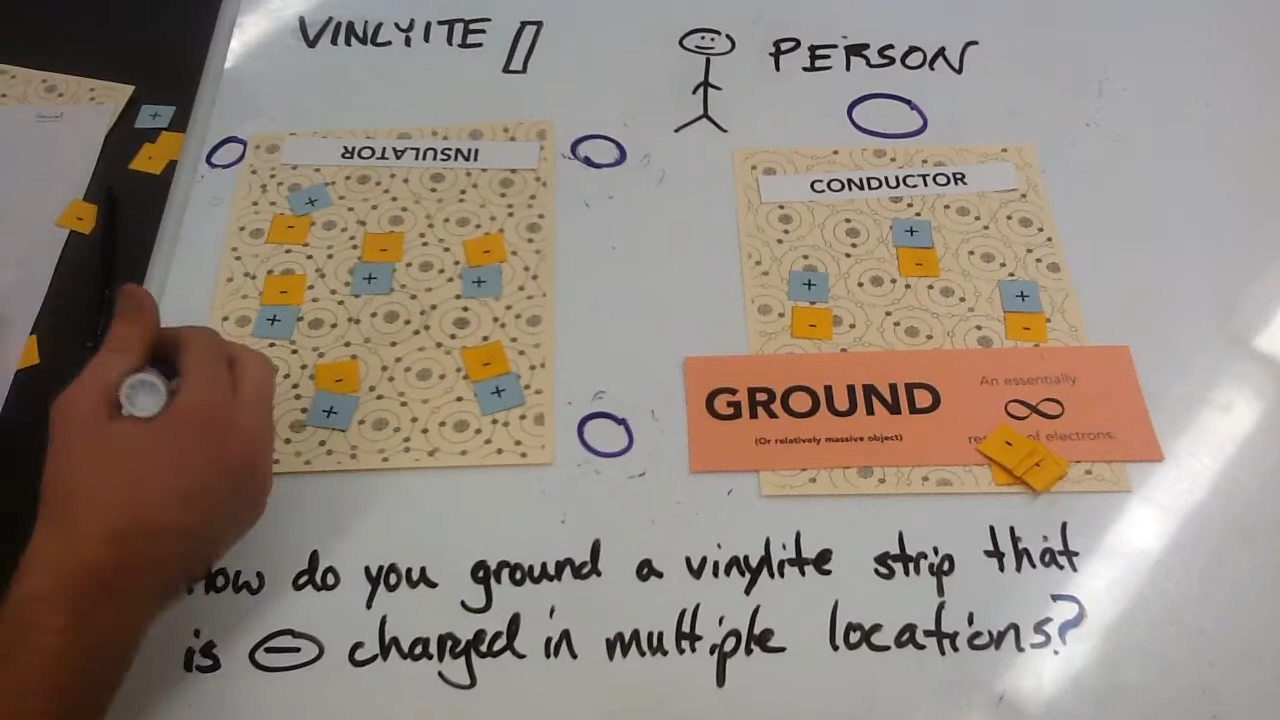 VINLYITE
PERSON
INSULATOR
CONDUCTOR
+
-
+
-
-
-
+
+
-
+
-
+
-
+
+
-
+
-
+
-
GROUND
(Or relatively massive object)
An essentially
∞
of electrons.
-
-
+
-
-
-
How do you ground a vinylite strip that
is ⊖ charged in multiple locations?